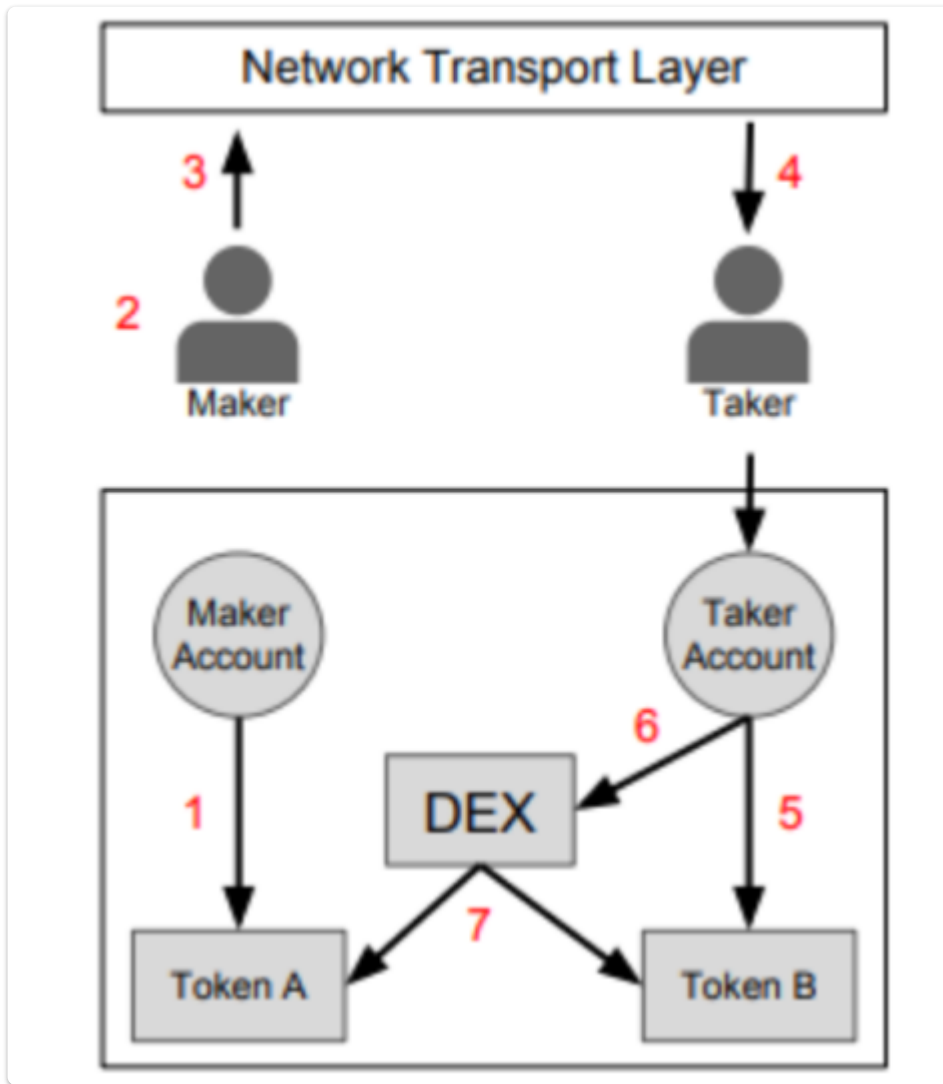 Network Transport Layer
3
4
2
Maker
Taker
Maker
Account
Taker
Account
6
1
DEX
5
7
Token A
Token B